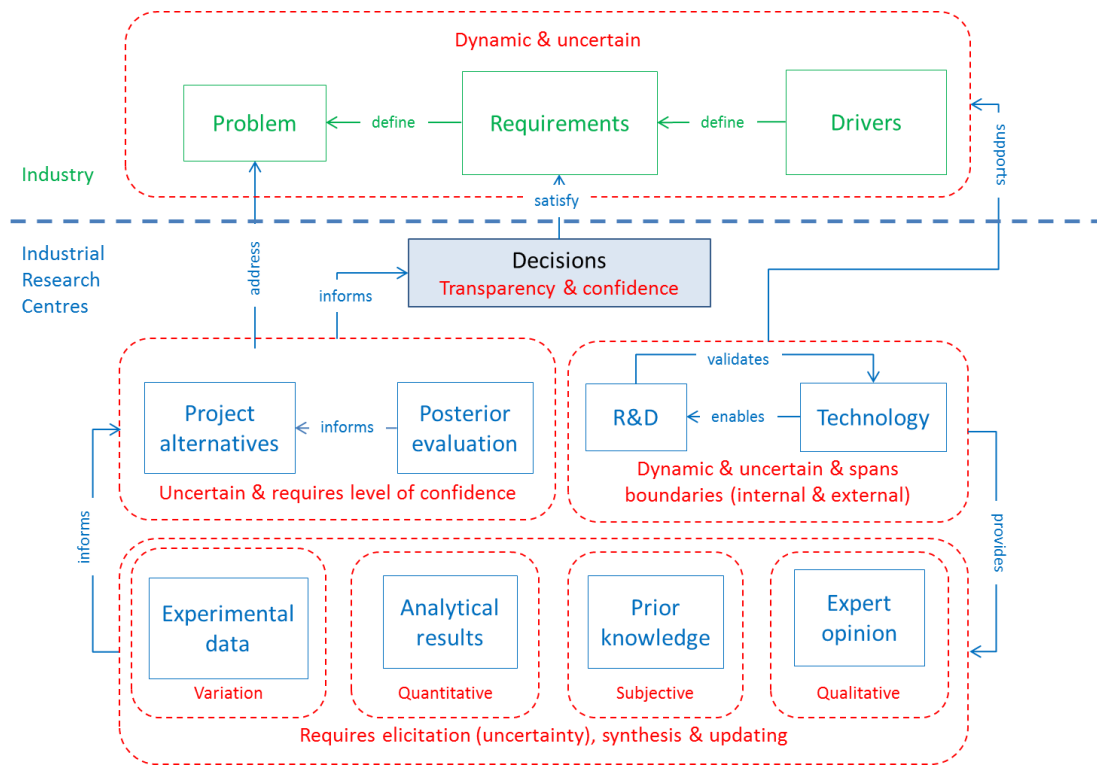 Dynamic & uncertain
Problem
define
Requirements
define
Drivers
Industry
satisfy
supports
Industrial
Research
Centres
address
informs
Decisions
Transparency & confidence
validates
Project
alternatives
informs
Posterior
evaluation
R&D
enables
Technology
Uncertain & requires level of confidence
Dynamic & uncertain & spans
boundaries (internal & external)
informs
provides
Experimental
data
Analytical
results
Prior
knowledge
Expert
opinion
Variation
Quantitative
Subjective
Qualitative
Requires elicitation (uncertainty), synthesis & updating